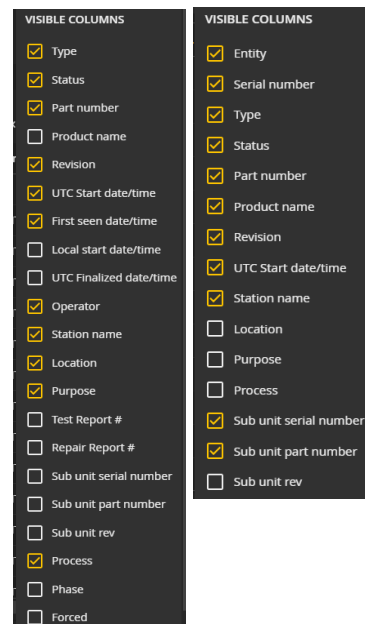 VISIBLE COLUMNS
Type
Status
Part number
Product name
Revision
UTC Start date/time
First seen date/time
Local start date/time
UTC Finalized date/time
Operator
Station name
Location
Purpose
Test Report #
Repair Report #
Sub unit serial number
Sub unit part number
Sub unit rev
Process
Phase
Forced
VISIBLE COLUMNS
Entity
Serial number
Type
Status
Part number
Product name
Revision
UTC Start date/time
Station name
Location
Purpose
Process
Sub unit serial number
Sub unit part number
Sub unit rev